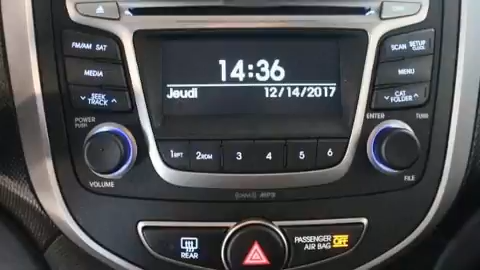 FM/AM SAT
MEDIA
SEEK
TRACK
POWER
PUSH
VOLUME
14:36
Jeudi 12/14/2017
1RPT 2RDM 3 4 5 6
SCAN SETUP
CLOCK
MENU
CAT
FOLDER
ENTER TUNE
FILE
MP3
REAR
PASSENGER
AIR BAG OFF